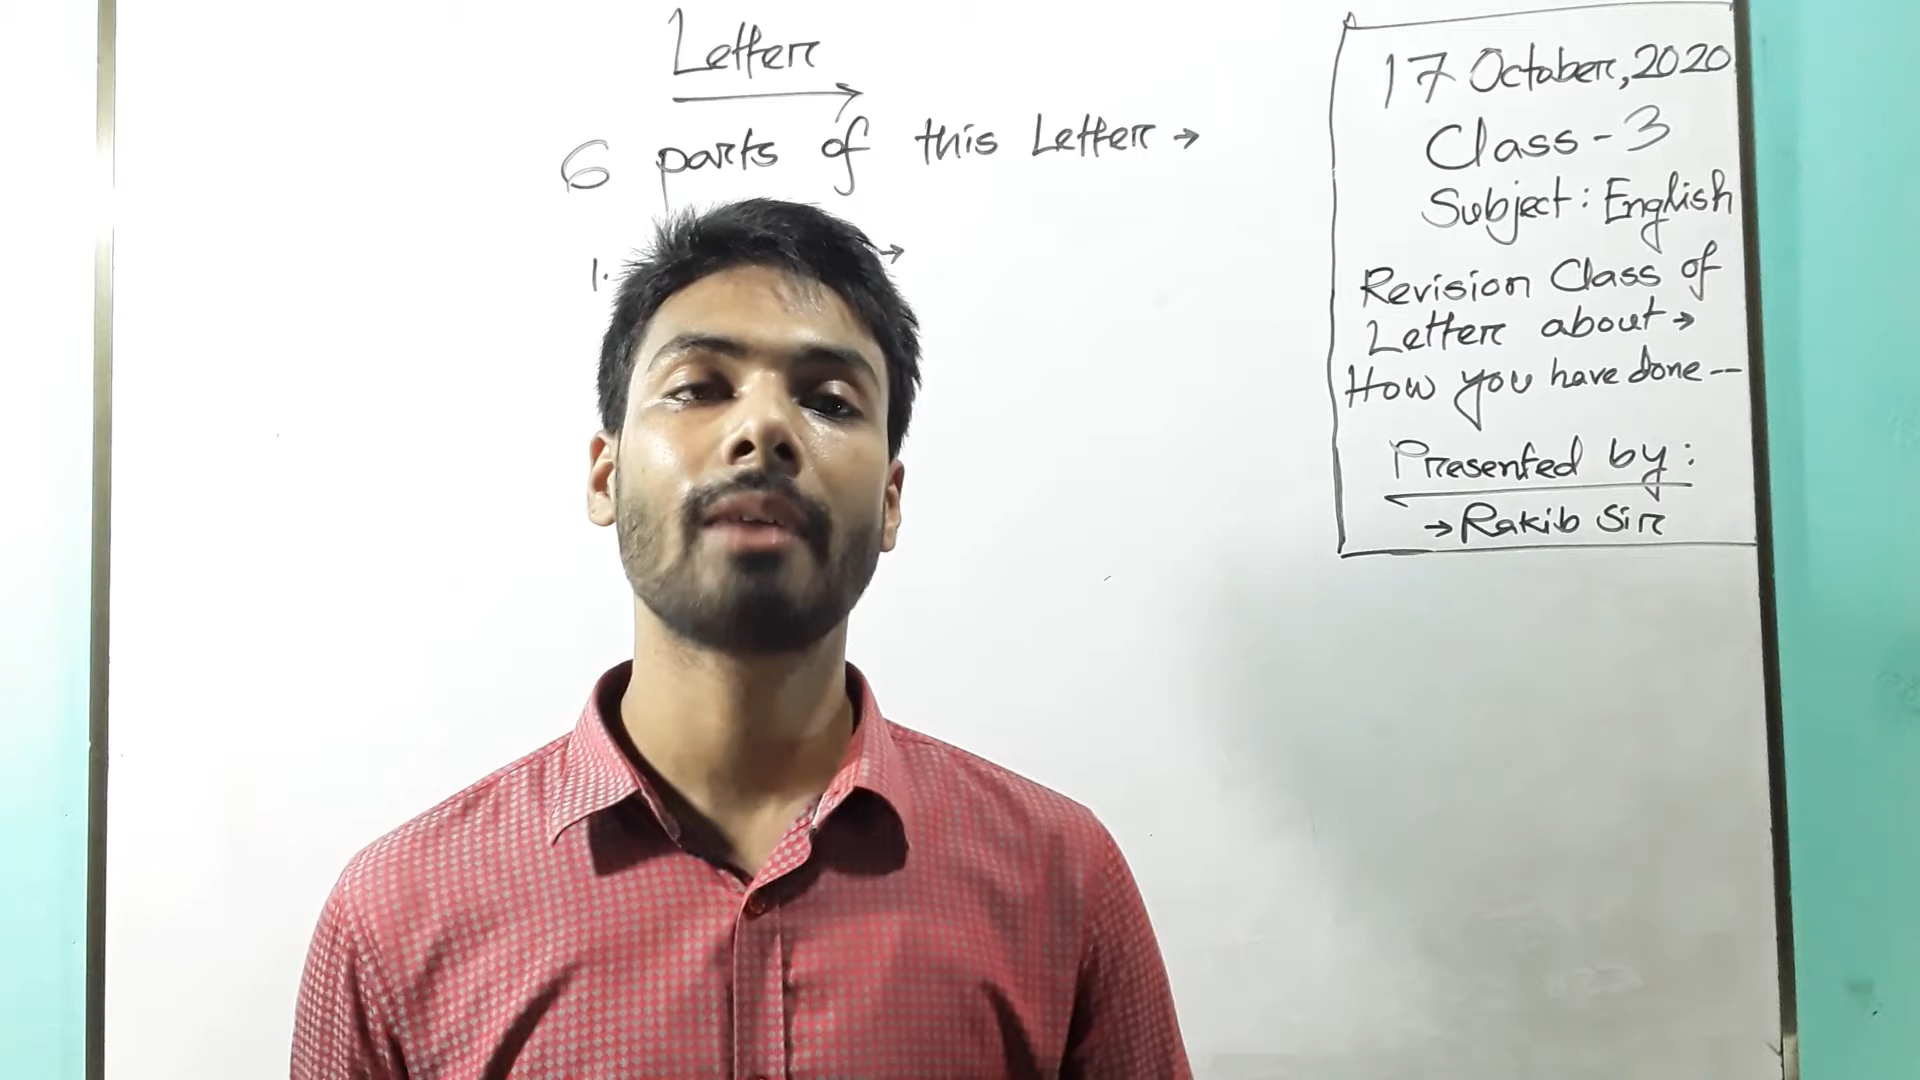 Letter
6 parts of this Letter →
1. →
17 October, 2020
Class - 3
Subject : English
Revision Class of
Letter about →
How you have done --
Presented by :
→ Rakib Sir